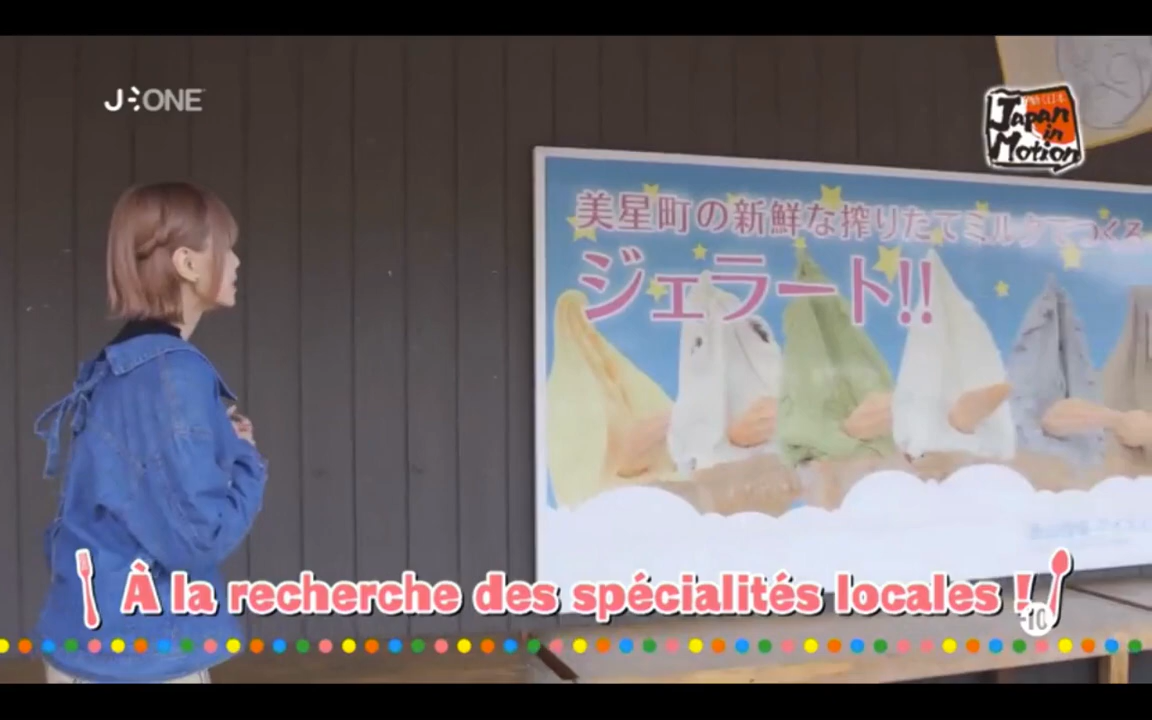 J-ONE
Japan
in
Motion
美星町の新鮮な搾りたてミルクでつくる
ジェラート!!
À la recherche des spécialités locales !
-10